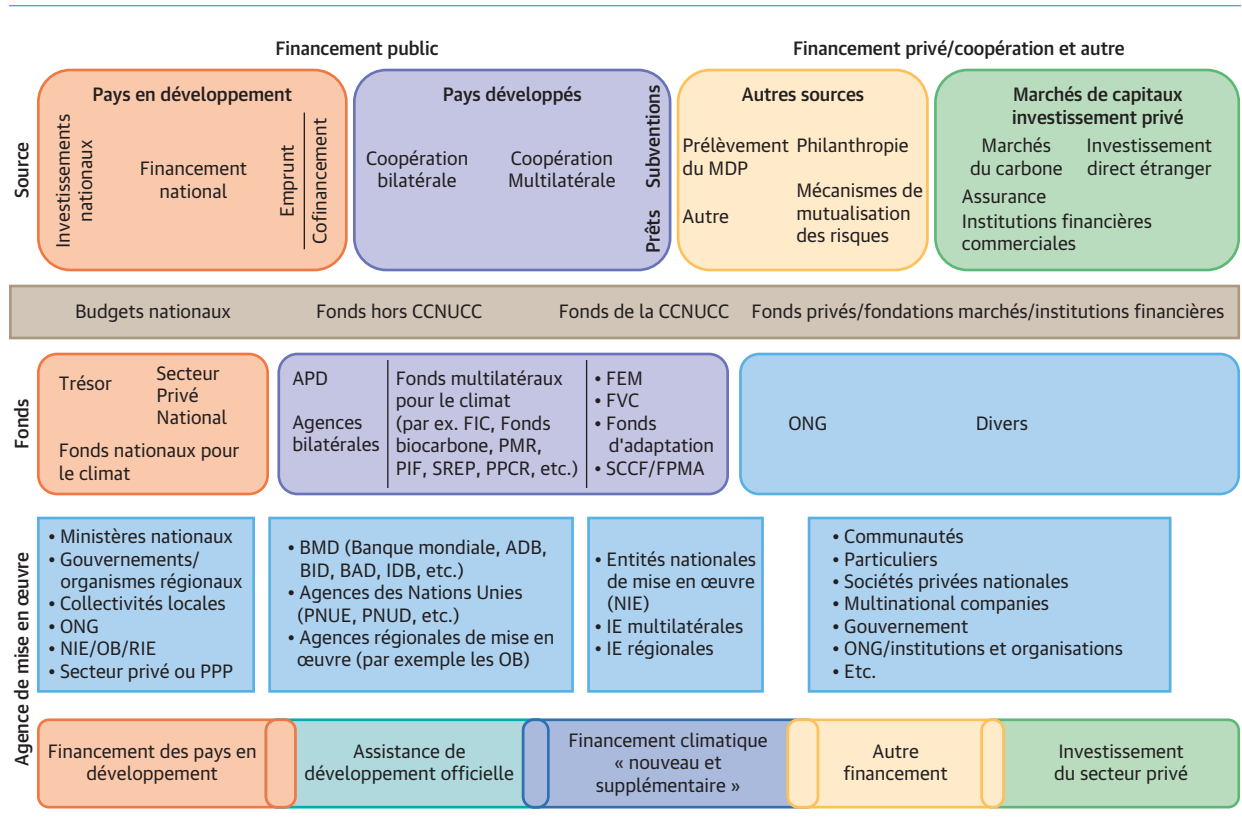 Financement public
Financement privé/coopération et autre
Source
Pays en développement
Investissements
nationaux
Financement
national
Emprunt
Cofinancement
Pays développés
Coopération
bilatérale
Coopération
Multilatérale
Subventions
Prêts
Autres sources
Prélèvement
du MDP
Philanthropie
Autre
Mécanismes de
mutualisation
des risques
Marchés de capitaux
investissement privé
Marchés
du carbone
Investissement
direct étranger
Assurance
Institutions financières
commerciales
Budgets nationaux
Fonds hors CCNUCC
Fonds de la CCNUCC
Fonds privés/fondations marchés/institutions financières
Fonds
Trésor
Secteur
Privé
National
Fonds nationaux pour
le climat
APD
Agences
bilatérales
Fonds multilatéraux
pour le climat
(par ex. FIC, Fonds
biocarbone, PMR,
PIF, SREP, PPCR, etc.)
• FEM
• FVC
• Fonds
d'adaptation
• SCCF/FPMA
ONG
Divers
Agence de mise en œuvre
• Ministères nationaux
• Gouvernements/
organismes régionaux
• Collectivités locales
• ONG
• NIE/OB/RIE
• Secteur privé ou PPP
• BMD (Banque mondiale, ADB,
BID, BAD, IDB, etc.)
• Agences des Nations Unies
(PNUE, PNUD, etc.)
• Agences régionales de mise en
œuvre (par exemple les OB)
• Entités nationales
de mise en œuvre
(NIE)
• IE multilatérales
• IE régionales
• Communautés
• Particuliers
• Sociétés privées nationales
• Multinational companies
• Gouvernement
• ONG/institutions et organisations
• Etc.
Financement des pays en
développement
Assistance de
développement officielle
Financement climatique
« nouveau et
supplémentaire »
Autre
financement
Investissement
du secteur privé